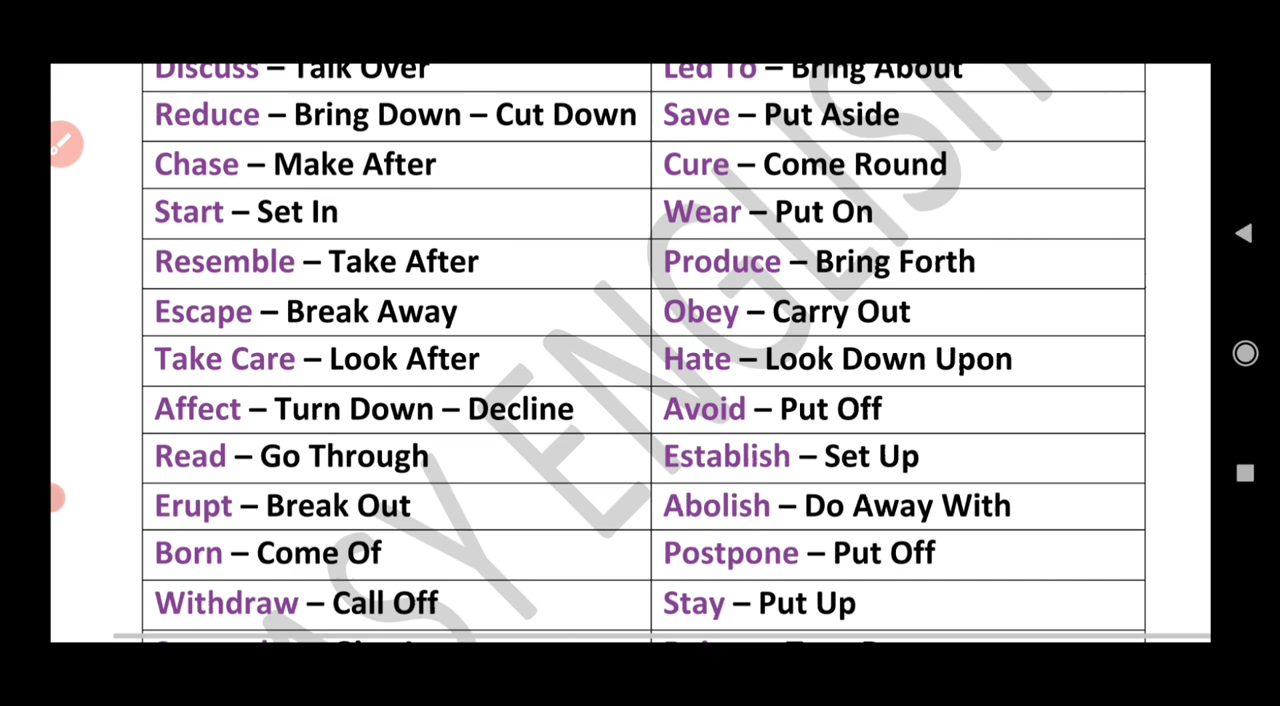 Discuss – Talk Over
Led To – Bring About
Reduce – Bring Down – Cut Down
Save – Put Aside
Chase – Make After
Cure – Come Round
Start – Set In
Wear – Put On
Resemble – Take After
Produce – Bring Forth
Escape – Break Away
Obey – Carry Out
Take Care – Look After
Hate – Look Down Upon
Affect – Turn Down – Decline
Avoid – Put Off
Read – Go Through
Establish – Set Up
Erupt – Break Out
Abolish – Do Away With
Born – Come Of
Postpone – Put Off
Withdraw – Call Off
Stay – Put Up
ASY ENGLISH